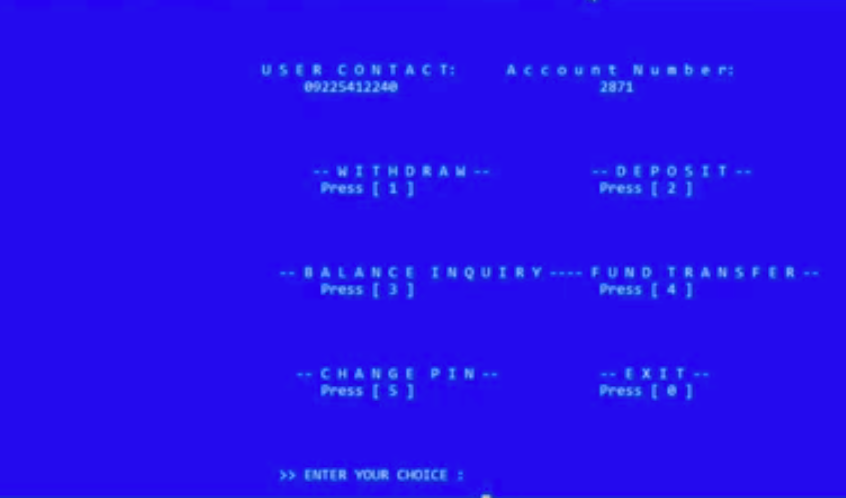 USER CONTACT: Account Number:
09225412240 2871
--WITHDRAW-- --DEPOSIT--
Press [ 1 ] Press [ 2 ]
--BALANCE INQUIRY----FUND TRANSFER--
Press [ 3 ] Press [ 4 ]
--CHANGE PIN-- --EXIT--
Press [ 5 ] Press [ 0 ]
>> ENTER YOUR CHOICE :